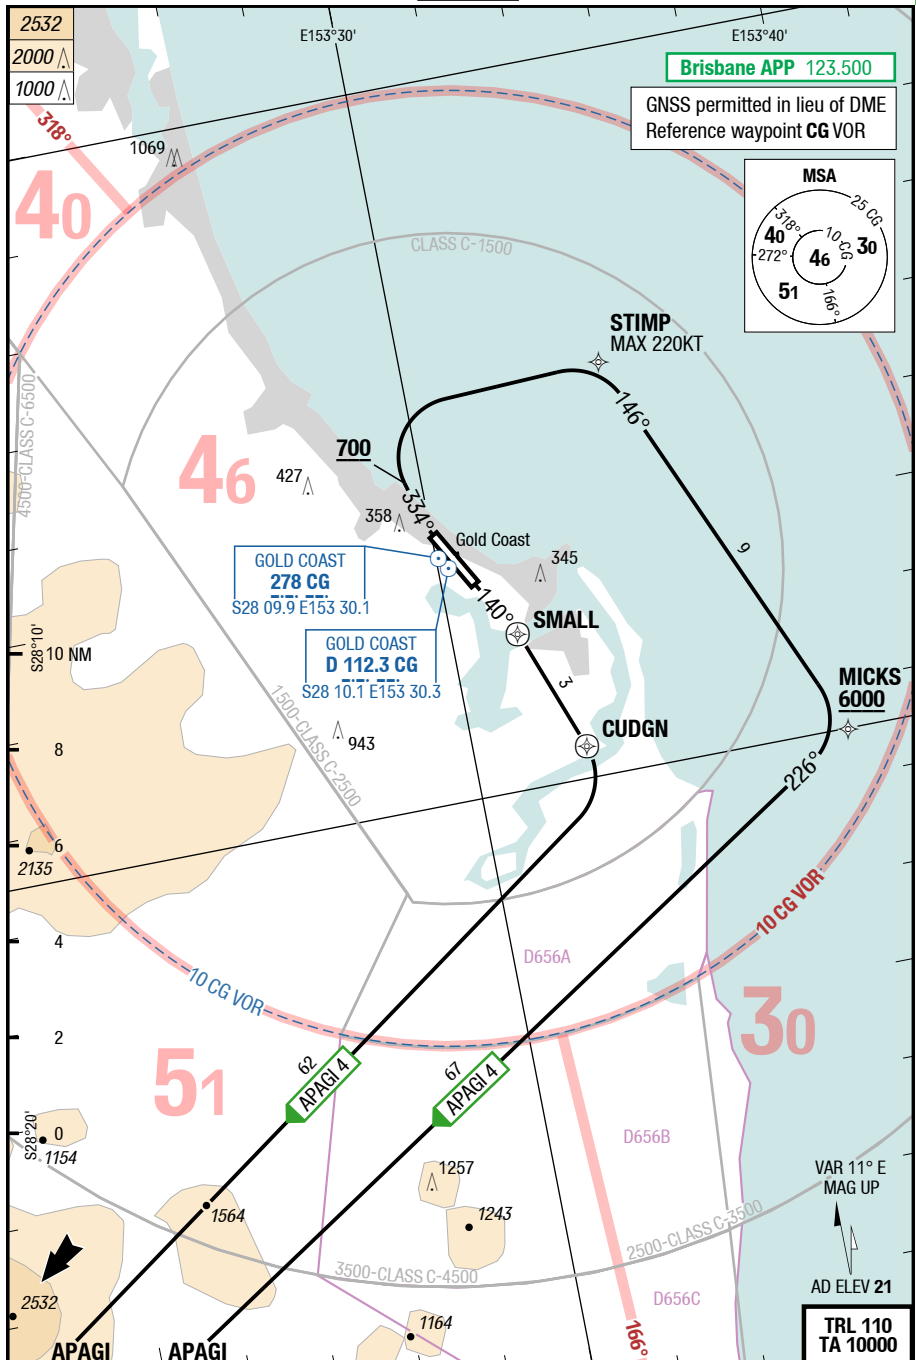 2532
2000
1000
E153°30'
E153°40'
Brisbane APP 123.500
GNSS permitted in lieu of DME
Reference waypoint CG VOR
MSA
25 CG
318°
10 CG
40
46
30
272°
51
166°
318°
1069
40
CLASS C-1500
STIMP
MAX 220KT
146°
4500-CLASS C-6500
700
46
427
334°
358
Gold Coast
9
GOLD COAST
278 CG
S28 09.9 E153 30.1
345
140°
SMALL
GOLD COAST
D 112.3 CG
S28 10.1 E153 30.3
S28°10'
10 NM
3
MICKS
6000
1500-CLASS C-2500
943
CUDGN
8
226°
6
2135
10 CG VOR
4
D656A
10 CG VOR
30
2
62
APAGI 4
67
APAGI 4
51
S28°20'
0
1154
D656B
1257
VAR 11° E
MAG UP
1564
1243
2500-CLASS C-3500
3500-CLASS C-4500
AD ELEV 21
2532
D656C
1164
166°
TRL 110
TA 10000
APAGI
APAGI